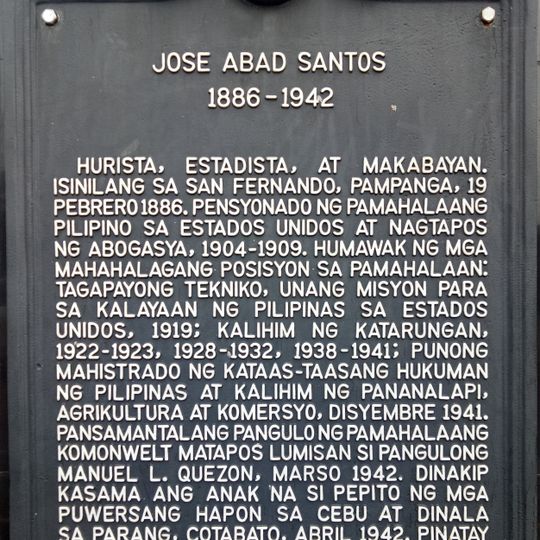 JOSE ABAD SANTOS
1886-1942
HURISTA, ESTADISTA, AT MAKABAYAN.
ISINILANG SA SAN FERNANDO, PAMPANGA, 19
PEBRERO 1886. PENSYONADO NG PAMAHALAANG
PILIPINO SA ESTADOS UNIDOS AT NAGTAPOS
NG ABOGASYA, 1904-1909. HUMAWAK NG MGA
MAHAHALAGANG POSISYON SA PAMAHALAAN:
TAGAPAYONG TEKNIKO, UNANG MISYON PARA
SA KALAYAAN NG PILIPINAS SA ESTADOS
UNIDOS, 1919; KALIHIM NG KATARUNGAN,
1922-1923, 1928-1932, 1938-1941; PUNONG
MAHISTRADO NG KATAAS-TAASANG HUKUMAN
NG PILIPINAS AT KALIHIM NG PANANALAPI,
AGRIKULTURA AT KOMERSYO, DISYEMBRE 1941.
PANSAMANTALANG PANGULO NG PAMAHALAANG
KOMONWELT MATAPOS LUMISAN SI PANGULONG
MANUEL L. QUEZON, MARSO 1942. DINAKIP
KASAMA ANG ANAK NA SI PEPITO NG MGA
PUWERSANG HAPON SA CEBU AT DINALA
SA PARANG, COTABATO, ABRIL 1942. PINATAY